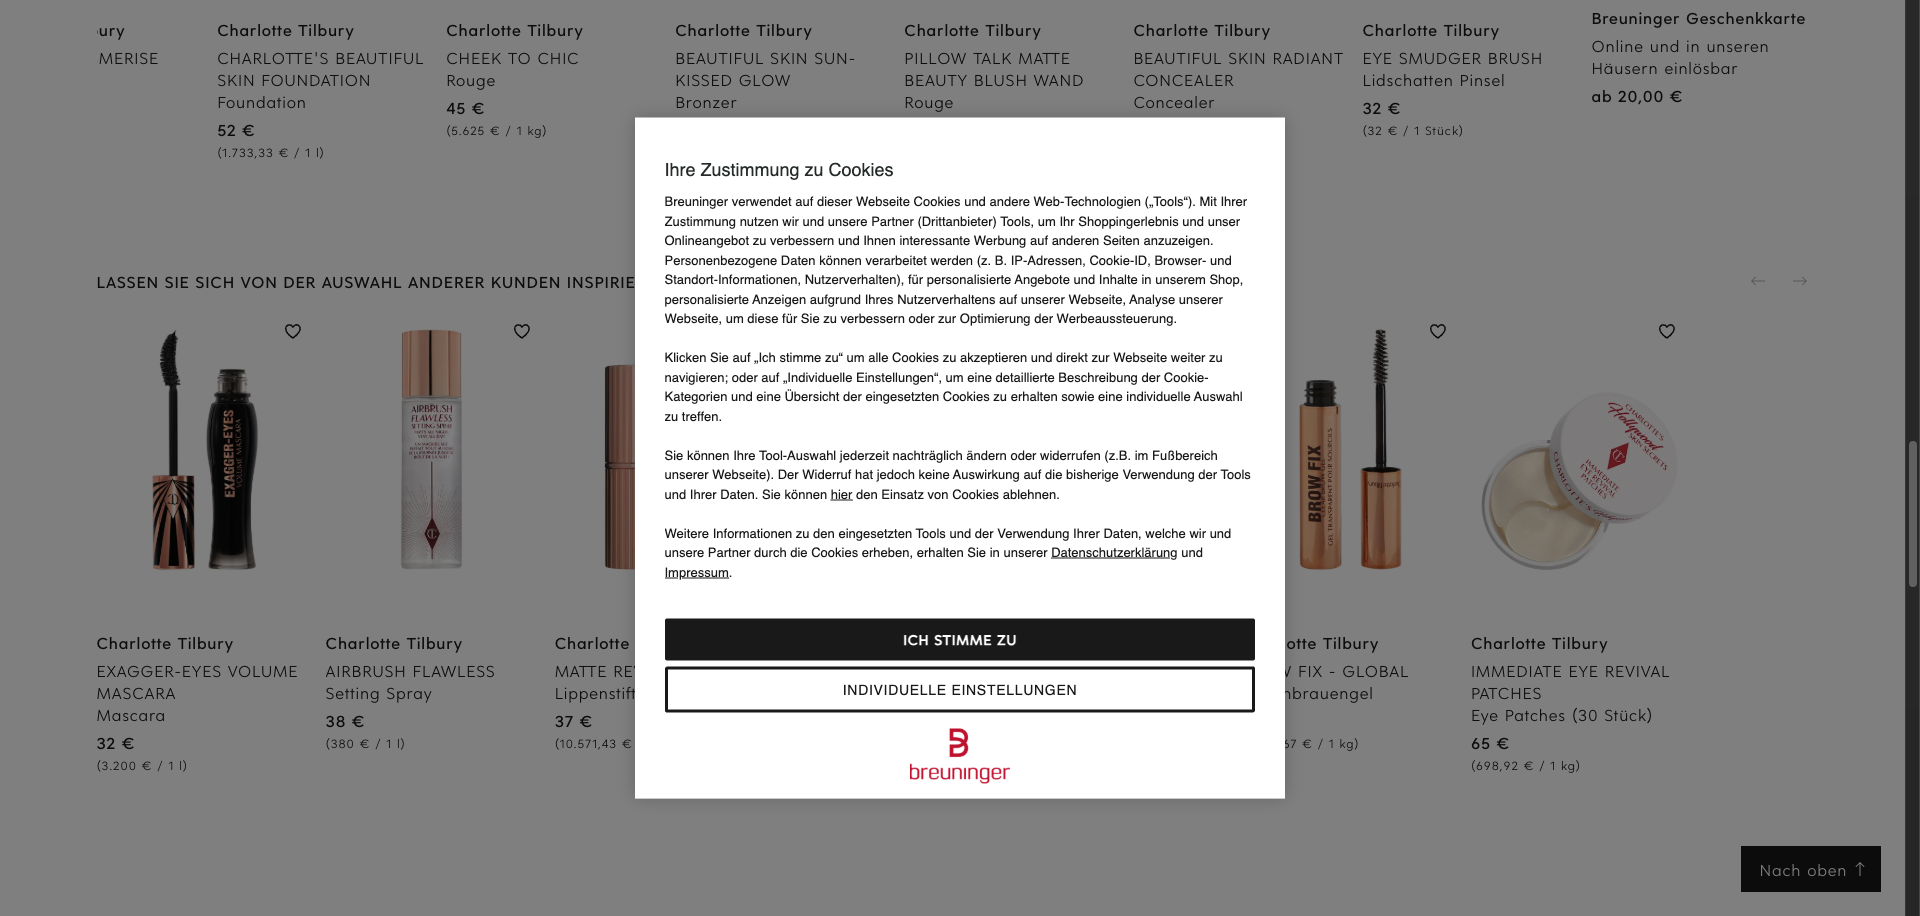 Charlotte Tilbury
CHARLOTTE'S BEAUTIFUL
SKIN FOUNDATION
Foundation
52 €
(1.733,33 € / 1 l)
Charlotte Tilbury
CHEEK TO CHIC
Rouge
45 €
(5.625 € / 1 kg)
Charlotte Tilbury
BEAUTIFUL SKIN SUN-
KISSED GLOW
Bronzer
Charlotte Tilbury
PILLOW TALK MATTE
BEAUTY BLUSH WAND
Rouge
Charlotte Tilbury
BEAUTIFUL SKIN RADIANT
CONCEALER
Concealer
Charlotte Tilbury
EYE SMUDGER BRUSH
Lidschatten Pinsel
32 €
(32 € / 1 Stück)
Breuninger Geschenkkarte
Online und in unseren
Häusern einlösbar
ab 20,00 €
Ihre Zustimmung zu Cookies
Breuninger verwendet auf dieser Webseite Cookies und andere Web-Technologien („Tools“). Mit Ihrer
Zustimmung nutzen wir und unsere Partner (Drittanbieter) Tools, um Ihr Shoppingerlebnis und unser
Onlineangebot zu verbessern und Ihnen interessante Werbung auf anderen Seiten anzuzeigen.
Personenbezogene Daten können verarbeitet werden (z. B. IP-Adressen, Cookie-ID, Browser- und
Standort-Informationen, Nutzerverhalten), für personalisierte Angebote und Inhalte in unserem Shop,
personalisierte Anzeigen aufgrund Ihres Nutzerverhaltens auf unserer Webseite, Analyse unserer
Webseite, um diese für Sie zu verbessern oder zur Optimierung der Werbeaussteuerung.
Klicken Sie auf „Ich stimme zu“ um alle Cookies zu akzeptieren und direkt zur Webseite weiter zu
navigieren; oder auf „Individuelle Einstellungen“, um eine detaillierte Beschreibung der Cookie-
Kategorien und eine Übersicht der eingesetzten Cookies zu erhalten sowie eine individuelle Auswahl
zu treffen.
Sie können Ihre Tool-Auswahl jederzeit nachträglich ändern oder widerrufen (z.B. im Fußbereich
unserer Webseite). Der Widerruf hat jedoch keine Auswirkung auf die bisherige Verwendung der Tools
und Ihrer Daten. Sie können hier den Einsatz von Cookies ablehnen.
Weitere Informationen zu den eingesetzten Tools und der Verwendung Ihrer Daten, welche wir und
unsere Partner durch die Cookies erheben, erhalten Sie in unserer Datenschutzerklärung und
Impressum.
ICH STIMME ZU
INDIVIDUELLE EINSTELLUNGEN
breuninger
LASSEN SIE SICH VON DER AUSWAHL ANDERER KUNDEN INSPIRIE
EXAGGER-EYES
VOLUME MASCARA
AIRBRUSH
FLAWLESS
SETTING SPRAY
BROW FIX
CHARLOTTE'S
Hollywood
SKIN SECRETS
IMMEDIATE
EYE REVIVAL
PATCHES
Charlotte Tilbury
EXAGGER-EYES VOLUME
MASCARA
Mascara
32 €
(3.200 € / 1 l)
Charlotte Tilbury
AIRBRUSH FLAWLESS
Setting Spray
38 €
(380 € / 1 l)
Charlotte
MATTE RE
Lippenstift
37 €
(10.571,43 €
Tilbury
FIX - GLOBAL
67 € / 1 kg)
Charlotte Tilbury
IMMEDIATE EYE REVIVAL
PATCHES
Eye Patches (30 Stück)
65 €
(698,92 € / 1 kg)
Nach oben ↑